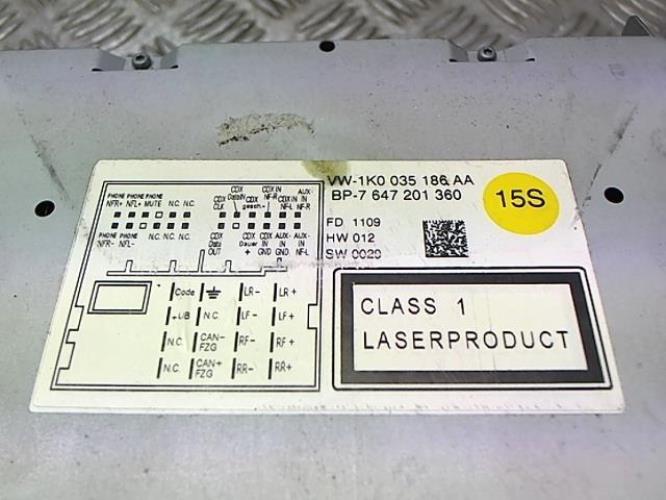 VW-1K0 035 186 AA
BP-7 647 201 360
15S
FD 1109
HW 012
SW 0020
CLASS 1
LASERPRODUCT
PHONE PHONE PHONE
NFR+ NFL+ MUTE N.C. N.C.
CDX CDX CDX IN AUX-
CLK DataIN gesch.+ NF-R IN
CDX IN CDX IN
NF-L NF-R
PHONE PHONE N.C. N.C. N.C.
NFR- NFL-
CDX CDX CDX AUX- AUX-
Data Dauer IN IN IN
OUT + GND GND NF-L
Code LR- LR+
+UB N.C. LF- LF+
N.C. CAN- RF- RF+
FZG
N.C. CAN+ RR- RR+
FZG